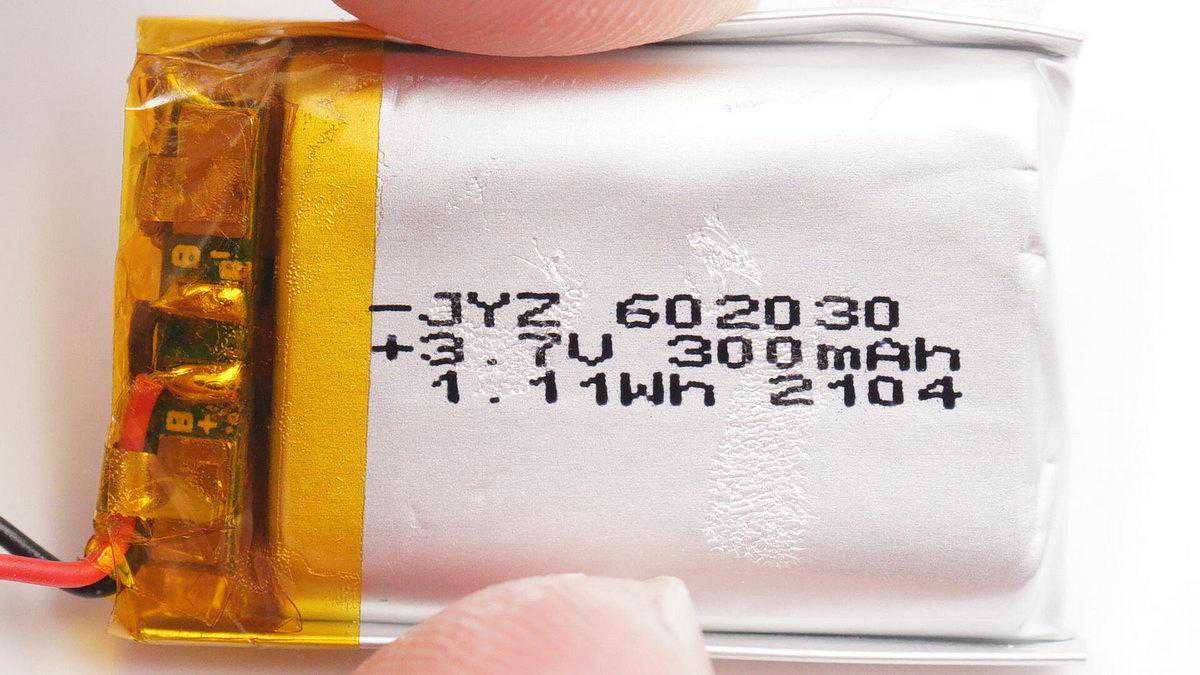 -JYZ 602030
+3.7V 300mAh
1.11Wh 2104
B-
B+